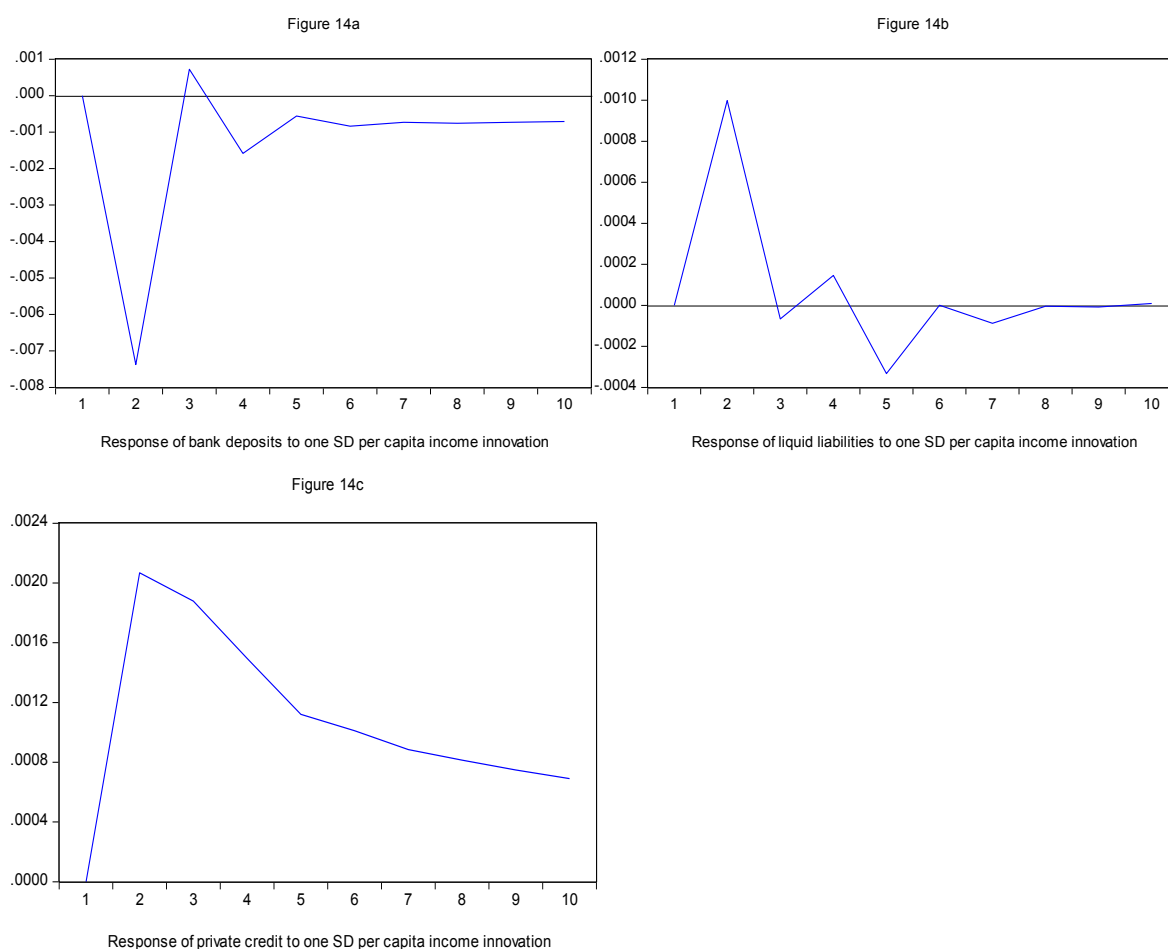 Figure 14a
.001
.000
-.001
-.002
-.003
-.004
-.005
-.006
-.007
-.008
1 2 3 4 5 6 7 8 9 10
Response of bank deposits to one SD per capita income innovation
Figure 14b
.0012
.0010
.0008
.0006
.0004
.0002
.0000
-.0002
-.0004
1 2 3 4 5 6 7 8 9 10
Response of liquid liabilities to one SD per capita income innovation
Figure 14c
.0024
.0020
.0016
.0012
.0008
.0004
.0000
1 2 3 4 5 6 7 8 9 10
Response of private credit to one SD per capita income innovation